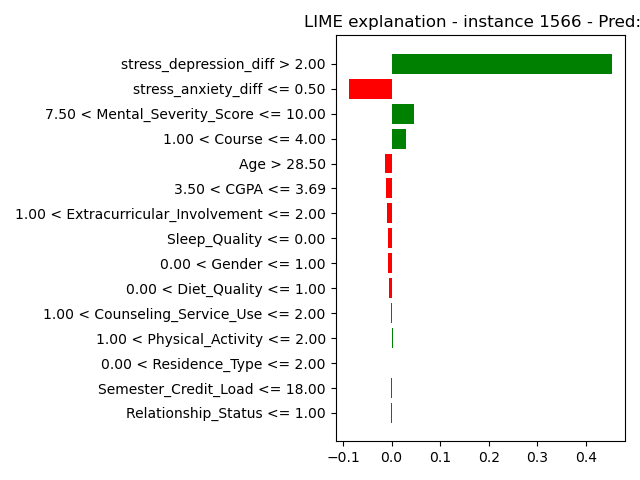 LIME explanation - instance 1566 - Pred:
stress_depression_diff > 2.00
stress_anxiety_diff <= 0.50
7.50 < Mental_Severity_Score <= 10.00
1.00 < Course <= 4.00
Age > 28.50
3.50 < CGPA <= 3.69
1.00 < Extracurricular_Involvement <= 2.00
Sleep_Quality <= 0.00
0.00 < Gender <= 1.00
0.00 < Diet_Quality <= 1.00
1.00 < Counseling_Service_Use <= 2.00
1.00 < Physical_Activity <= 2.00
0.00 < Residence_Type <= 2.00
Semester_Credit_Load <= 18.00
Relationship_Status <= 1.00
−0.1 0.0 0.1 0.2 0.3 0.4